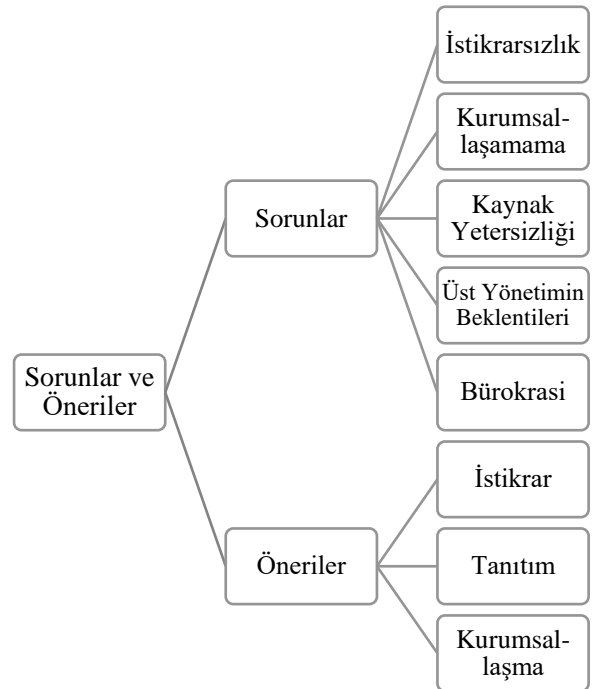 İstikrarsızlık
Kurumsal-
laşamama
Kaynak
Yetersizliği
Sorunlar
Üst Yönetimin
Beklentileri
Bürokrasi
Sorunlar ve
Öneriler
İstikrar
Öneriler
Tanıtım
Kurumsal-
laşma